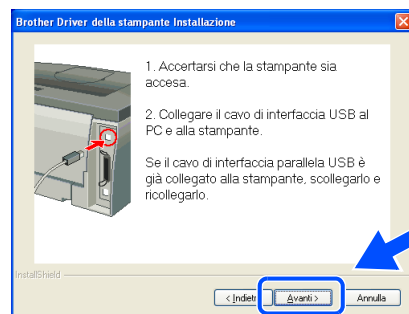 Brother Driver della stampante Installazione
1. Accertarsi che la stampante sia
accesa.
2. Collegare il cavo di interfaccia USB al
PC e alla stampante.
Se il cavo di interfaccia parallela USB è
già collegato alla stampante, scollegarlo e
ricollegarlo.
InstallShield
Avanti >
Annulla